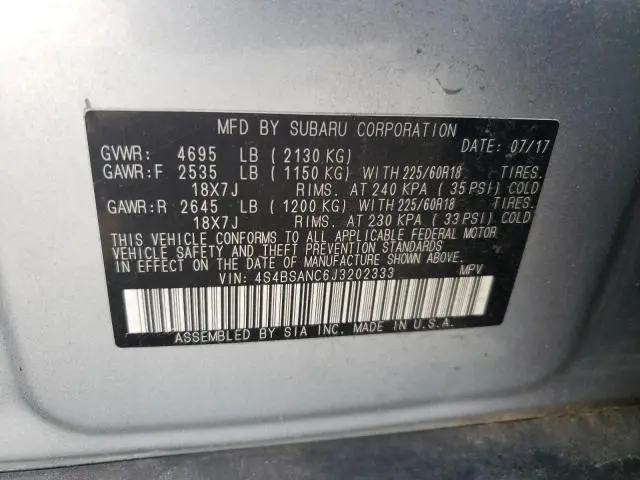 MFD BY SUBARU CORPORATION
DATE: 07/17
GVWR: 4695 LB (2130 KG)
GAWR:F 2535 LB (1150 KG) WITH 225/60R18 TIRES.
18X7J RIMS. AT 240 KPA (35 PSI) COLD
GAWR:R 2645 LB (1200 KG) WITH 225/60R18 TIRES.
18X7J RIMS. AT 230 KPA (33 PSI) COLD
THIS VEHICLE CONFORMS TO ALL APPLICABLE FEDERAL MOTOR
VEHICLE SAFETY AND THEFT PREVENTION STANDARDS
IN EFFECT ON THE DATE OF MANUFACTURE SHOWN ABOVE.
VIN: 4S4BSANC6J3202333 MPV
ASSEMBLED BY SIA INC. MADE IN U.S.A.